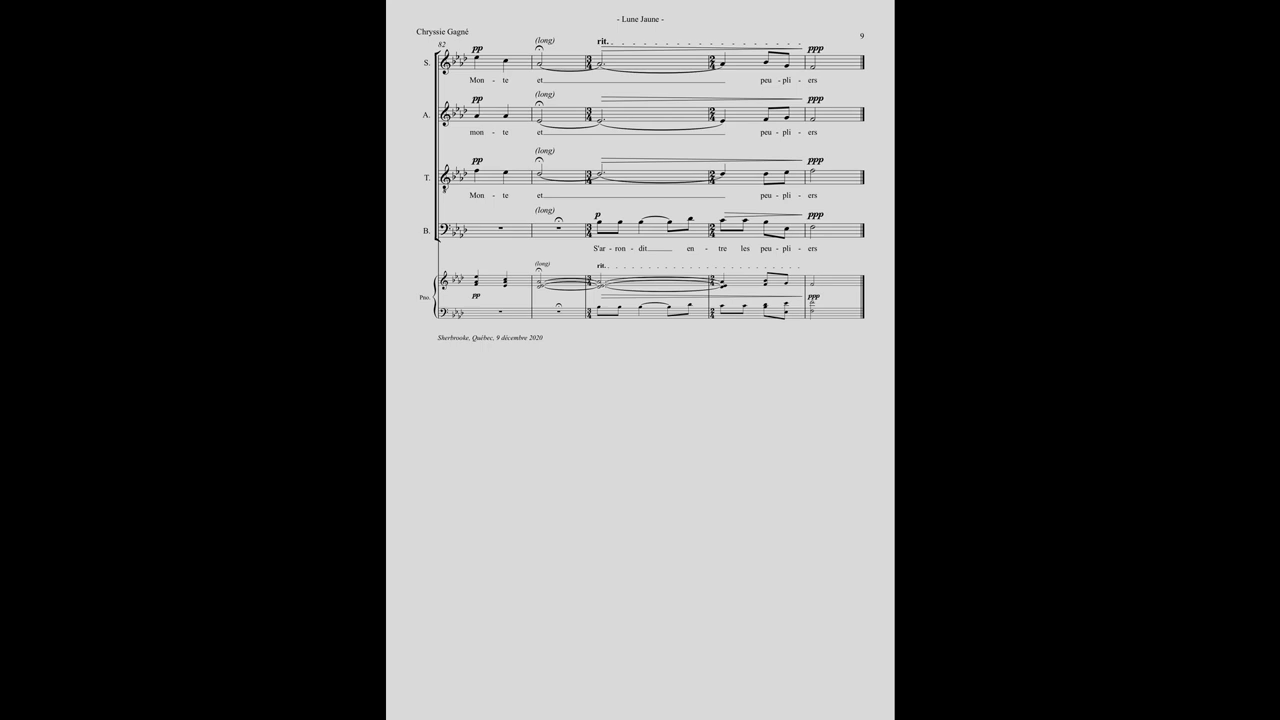 - Lune Jaune -
Chryssie Gagné
9
82
pp (long) rit. ppp
S.
Mon - te et peu - pli - ers
pp (long) ppp
A.
mon - te et peu - pli - ers
pp (long) ppp
T.
Mon - te et peu - pli - ers
(long) p ppp
B.
S'ar - ron - dit en - tre les peu - pli - ers
(long) rit.
Pno.
pp ppp
Sherbrooke, Québec, 9 décembre 2020